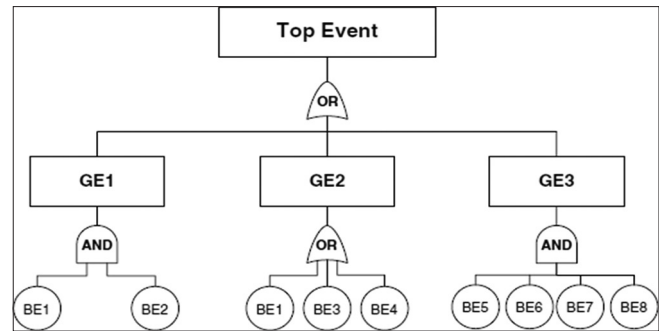 Top Event
OR
GE1 GE2 GE3
AND OR AND
BE1 BE2 BE1 BE3 BE4 BE5 BE6 BE7 BE8